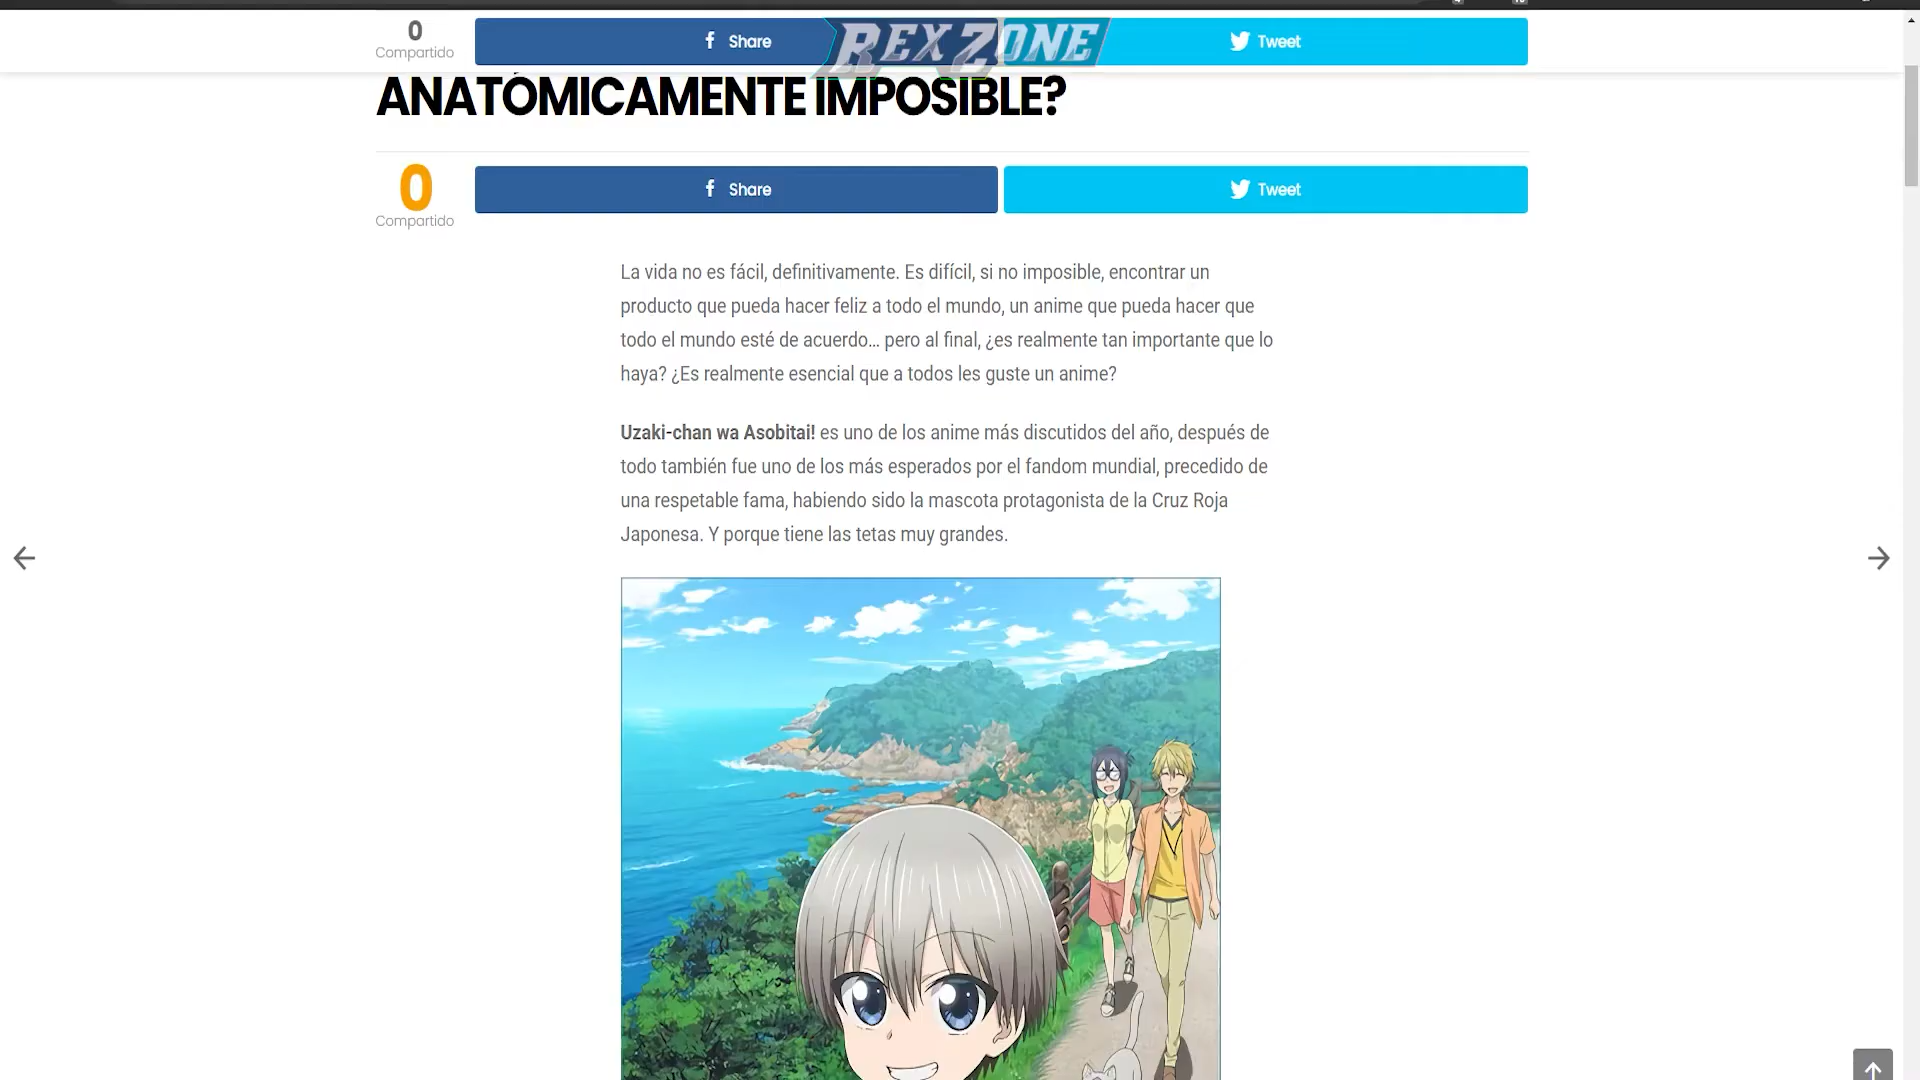 0
Compartido
Share
REX ZONE
Tweet
ANATÓMICAMENTE IMPOSIBLE?
0
Compartido
Share
Tweet
La vida no es fácil, definitivamente. Es difícil, si no imposible, encontrar un
producto que pueda hacer feliz a todo el mundo, un anime que pueda hacer que
todo el mundo esté de acuerdo... pero al final, ¿es realmente tan importante que lo
haya? ¿Es realmente esencial que a todos les guste un anime?
Uzaki-chan wa Asobitai! es uno de los anime más discutidos del año, después de
todo también fue uno de los más esperados por el fandom mundial, precedido de
una respetable fama, habiendo sido la mascota protagonista de la Cruz Roja
Japonesa. Y porque tiene las tetas muy grandes.